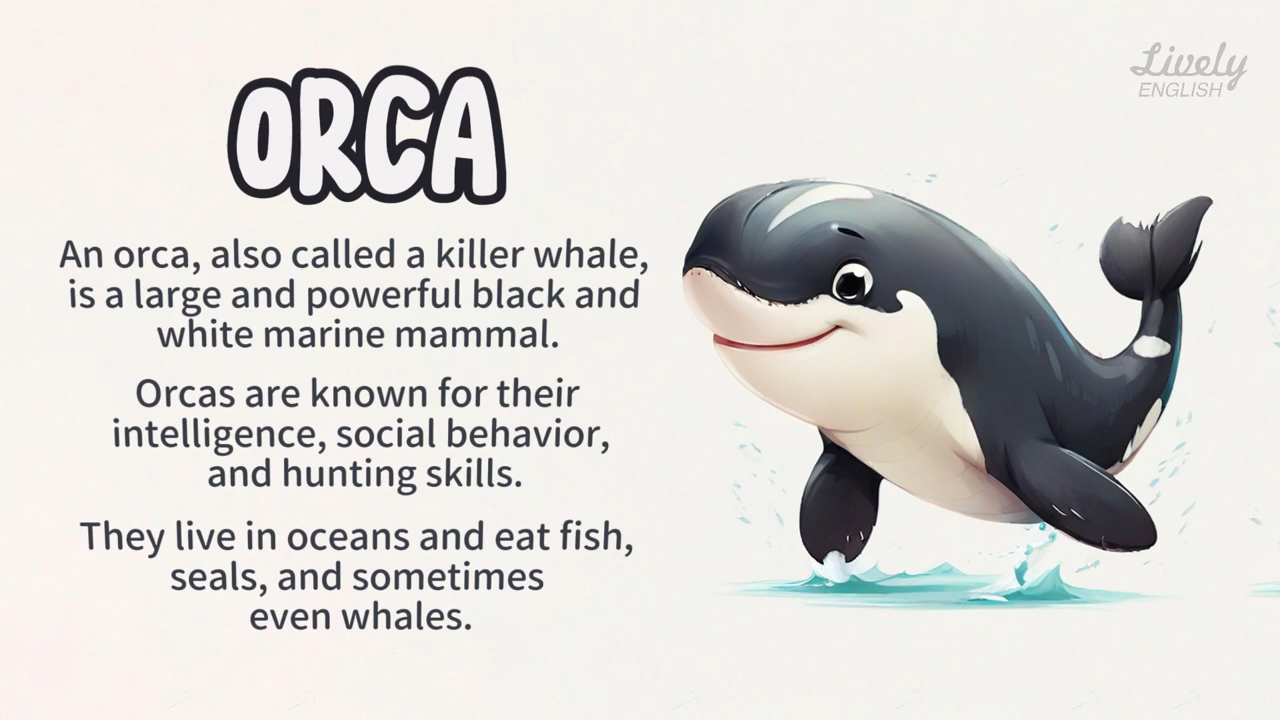 ORCA
An orca, also called a killer whale,
is a large and powerful black and
white marine mammal.
Orcas are known for their
intelligence, social behavior,
and hunting skills.
They live in oceans and eat fish,
seals, and sometimes
even whales.
Lively
ENGLISH